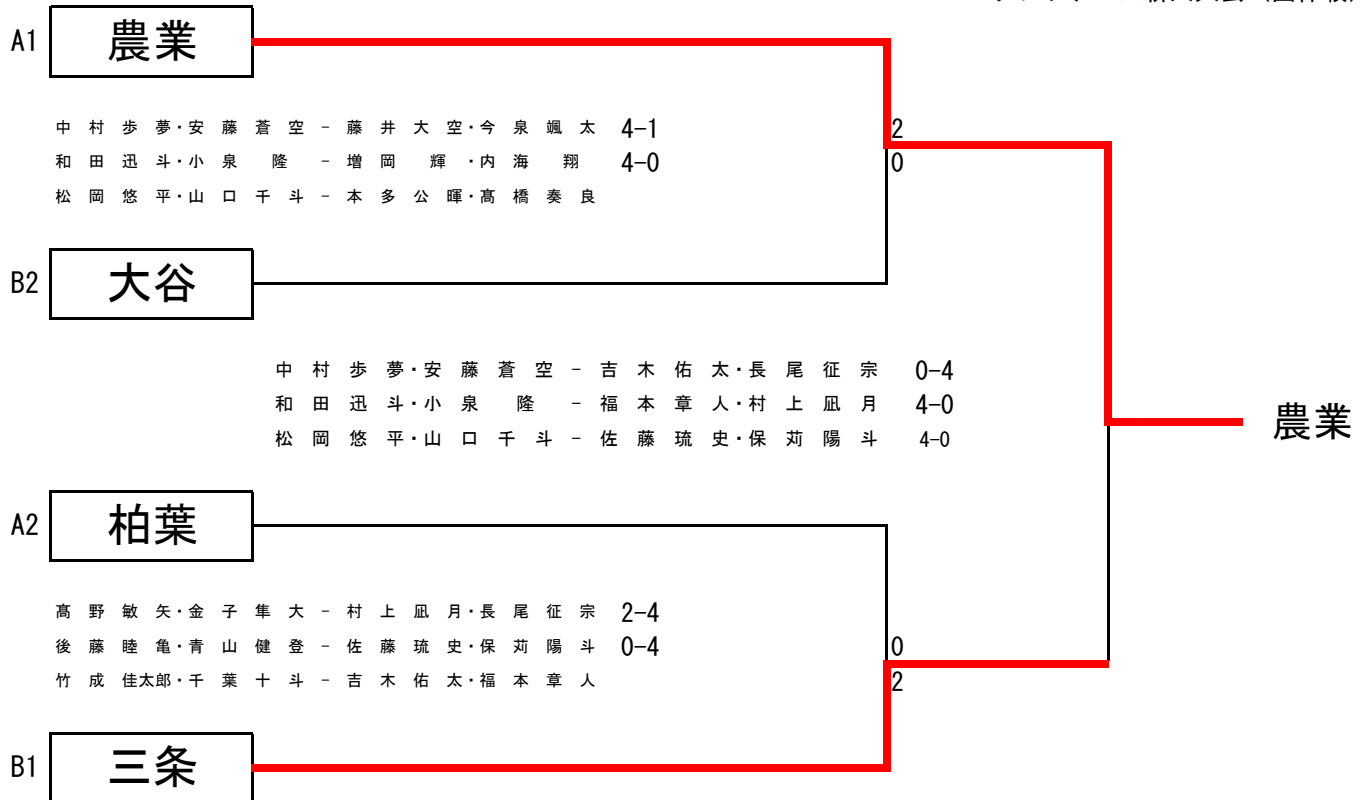 A1 農業
中村歩夢・安藤蒼空 - 藤井大空・今泉颯太 4-1
2
和田迅斗・小泉 隆 - 増岡 輝・内海 翔 4-0
0
松岡悠平・山口千斗 - 本多公暉・髙橋奏良
B2 大谷
中村歩夢・安藤蒼空 - 吉木佑太・長尾征宗 0-4
和田迅斗・小泉 隆 - 福本章人・村上凪月 4-0
農業
松岡悠平・山口千斗 - 佐藤琉史・保苅陽斗 4-0
A2 柏葉
髙野敏矢・金子隼大 - 村上凪月・長尾征宗 2-4
後藤睦亀・青山健登 - 佐藤琉史・保苅陽斗 0-4
0
竹成佳太郎・千葉十斗 - 吉木佑太・福本章人
2
B1 三条